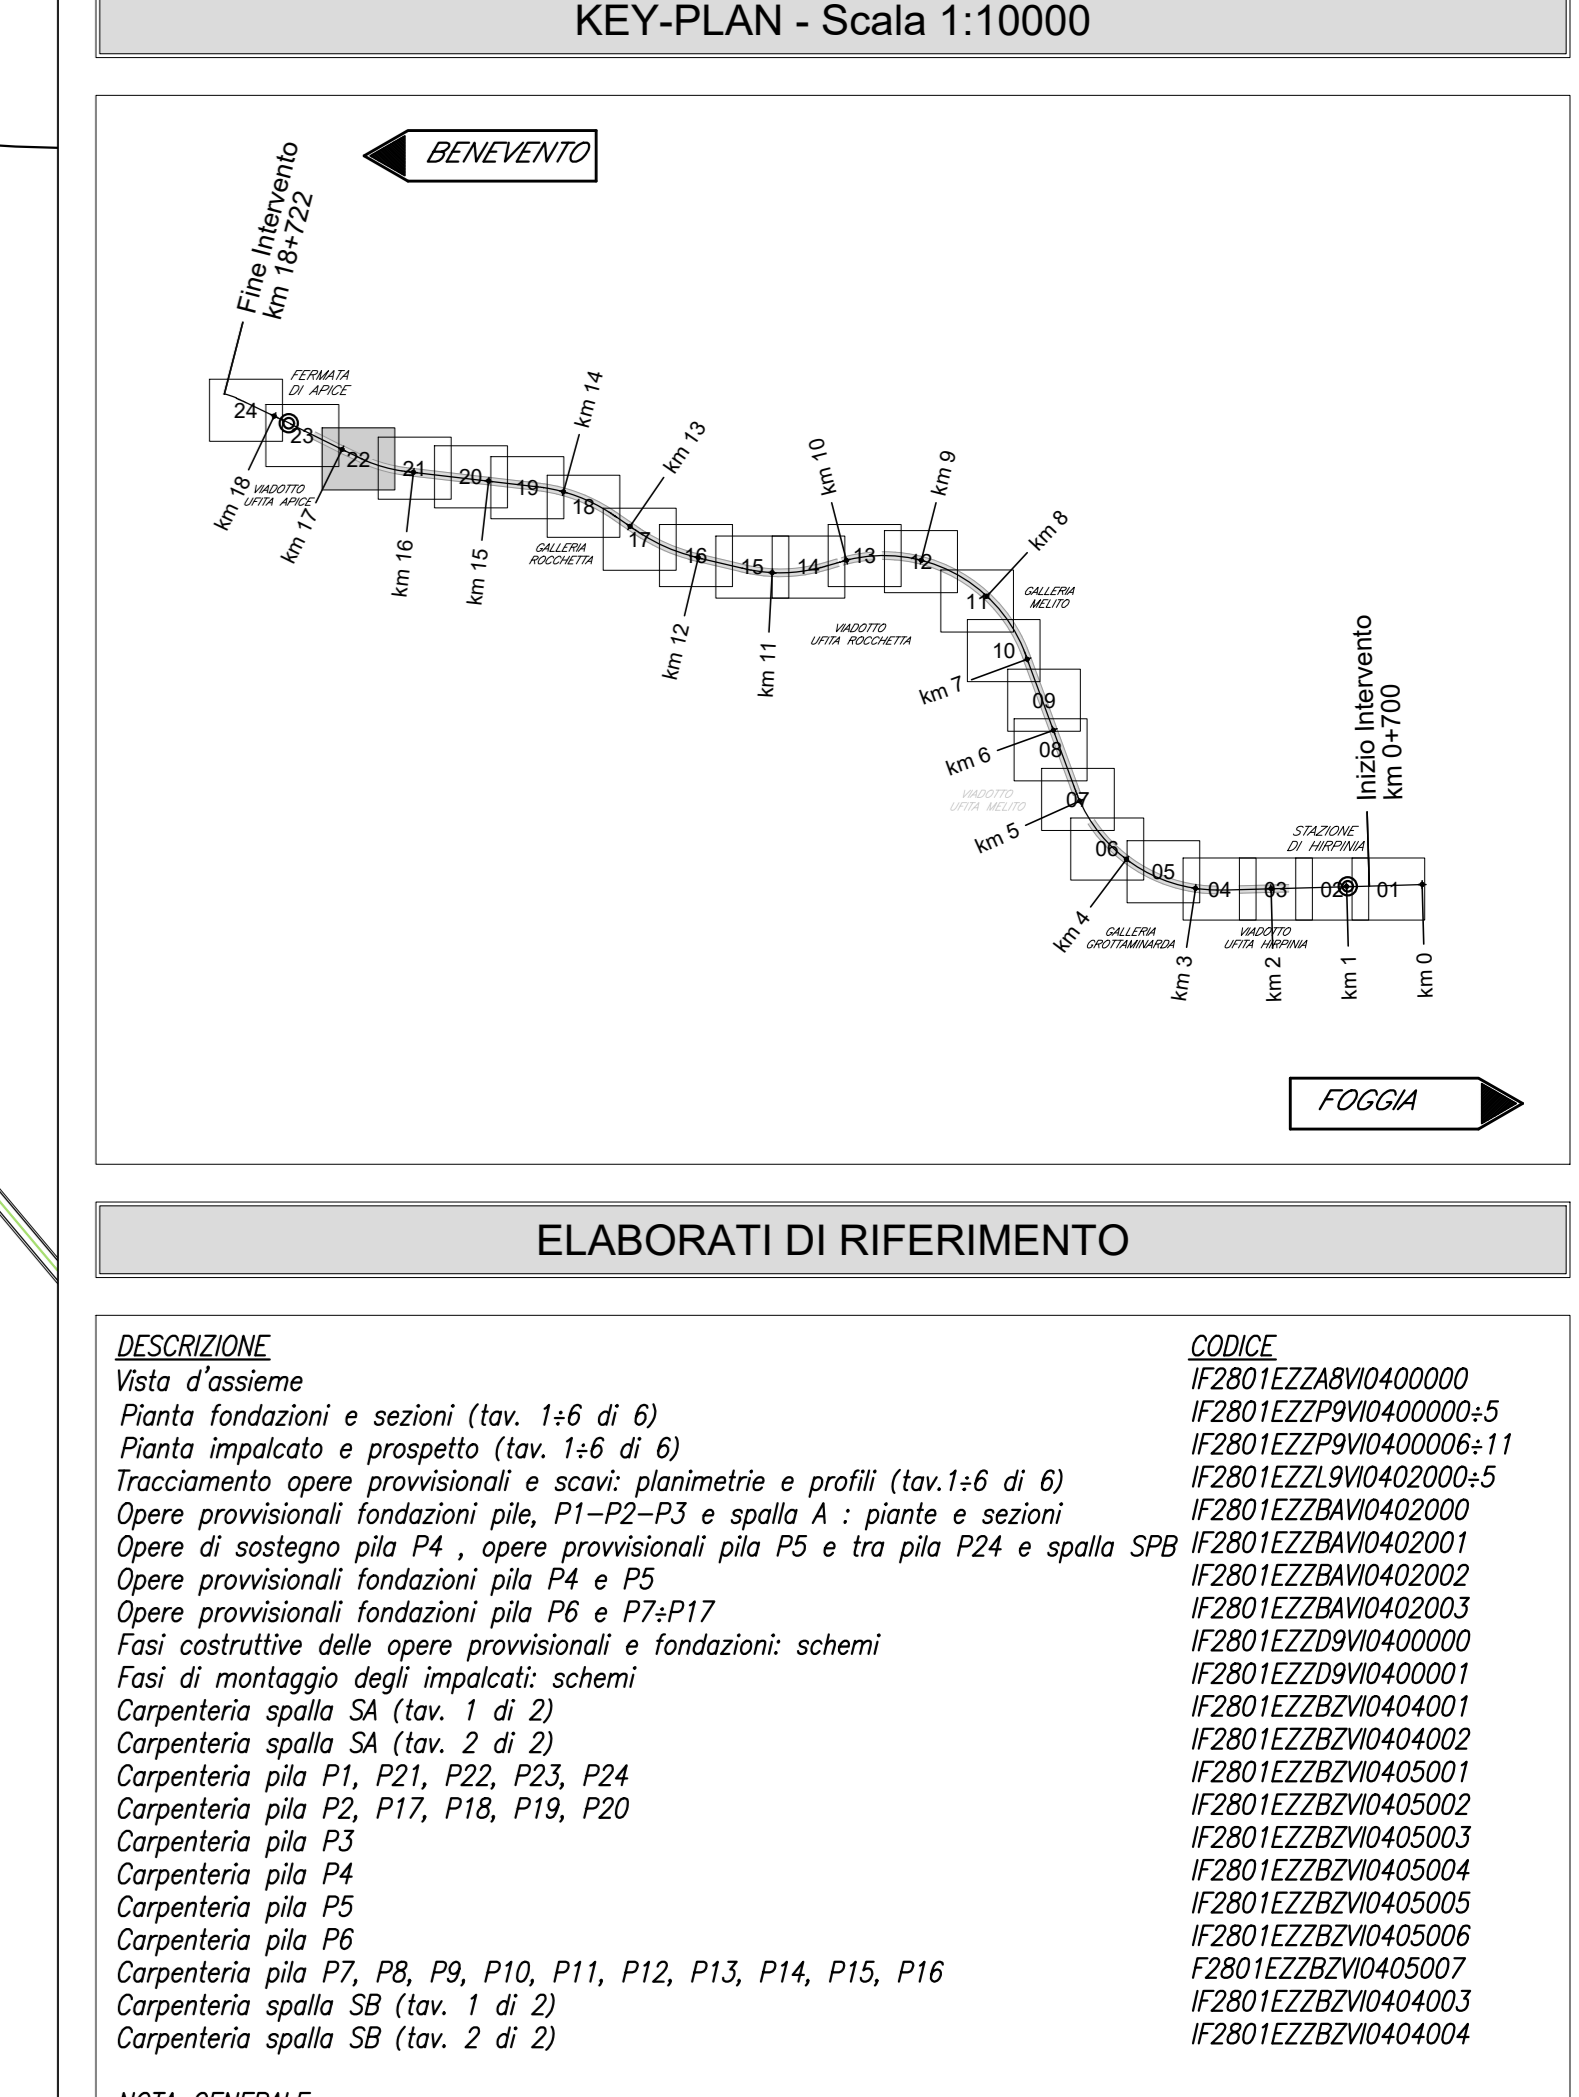 KEY-PLAN - Scala 1:10000
BENEVENTO
Fine Intervento
km 18+722
FERMATA
DI APICE
24
23
22
21
20
19
18
17
16
15
14
13
12
11
10
09
08
07
06
05
04
03
02
01
km 18
VIADOTTO
UFITA APICE
km 17
km 16
km 15
km 14
GALLERIA
ROCCHETTA
km 13
km 12
km 11
km 10
VIADOTTO
UFITA ROCCHETTA
km 9
km 8
GALLERIA
MELITO
km 7
km 6
VIADOTTO
UFITA MELITO
km 5
km 4
GALLERIA
GROTTAMINARDA
km 3
VIADOTTO
UFITA HIRPINIA
km 2
STAZIONE
DI HIRPINIA
km 1
km 0
Inizio Intervento
km 0+700
FOGGIA
ELABORATI DI RIFERIMENTO
DESCRIZIONE CODICE
Vista d'assieme IF2801EZZA8VI0400000
Pianta fondazioni e sezioni (tav. 1÷6 di 6) IF2801EZZP9VI0400000÷5
Pianta impalcato e prospetto (tav. 1÷6 di 6) IF2801EZZP9VI0400006÷11
Tracciamento opere provvisionali e scavi: planimetrie e profili (tav.1÷6 di 6) IF2801EZZL9VI0402000÷5
Opere provvisionali fondazioni pile, P1-P2-P3 e spalla A : piante e sezioni IF2801EZZBAVI0402000
Opere di sostegno pila P4 , opere provvisionali pila P5 e tra pila P24 e spalla SPB IF2801EZZBAVI0402001
Opere provvisionali fondazioni pila P4 e P5 IF2801EZZBAVI0402002
Opere provvisionali fondazioni pila P6 e P7÷P17 IF2801EZZBAVI0402003
Fasi costruttive delle opere provvisionali e fondazioni: schemi IF2801EZZD9VI0400000
Fasi di montaggio degli impalcati: schemi IF2801EZZD9VI0400001
Carpenteria spalla SA (tav. 1 di 2) IF2801EZZBZVI0404001
Carpenteria spalla SA (tav. 2 di 2) IF2801EZZBZVI0404002
Carpenteria pila P1, P21, P22, P23, P24 IF2801EZZBZVI0405001
Carpenteria pila P2, P17, P18, P19, P20 IF2801EZZBZVI0405002
Carpenteria pila P3 IF2801EZZBZVI0405003
Carpenteria pila P4 IF2801EZZBZVI0405004
Carpenteria pila P5 IF2801EZZBZVI0405005
Carpenteria pila P6 IF2801EZZBZVI0405006
Carpenteria pila P7, P8, P9, P10, P11, P12, P13, P14, P15, P16 F2801EZZBZVI0405007
Carpenteria spalla SB (tav. 1 di 2) IF2801EZZBZVI0404003
Carpenteria spalla SB (tav. 2 di 2) IF2801EZZBZVI0404004
NOTA GENERALE